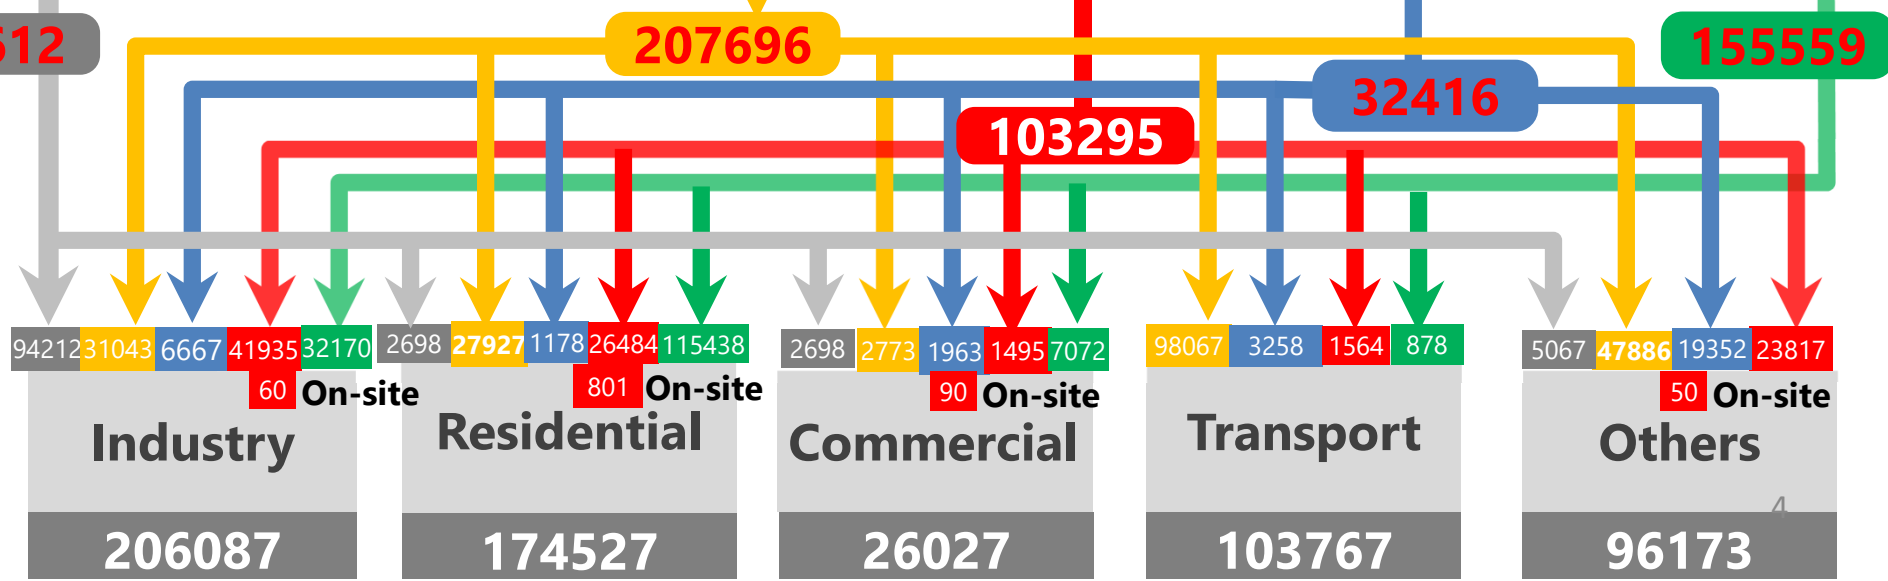 612
207696
155559
32416
103295
94212 31043 6667 41935 32170
2698 27927 1178 26484 115438
2698 2773 1963 1495 7072
98067 3258 1564 878
5067 47886 19352 23817
60 On-site
801 On-site
90 On-site
50 On-site
Industry
Residential
Commercial
Transport
Others
4
206087
174527
26027
103767
96173